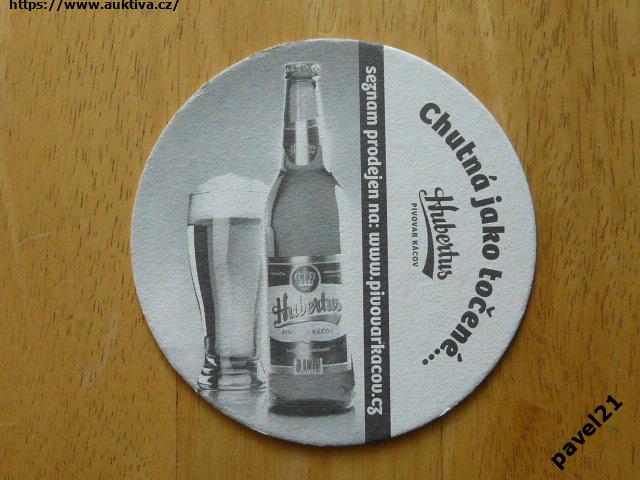 https://www.auktiva.cz/
Chutná jako točené...
Hubertus
PIVOVAR KÁCOV
seznam prodejen na: www.pivovarkacov.cz
Hubertus
PIVOVAR KÁCOV
pavel21